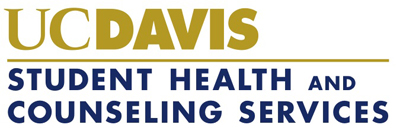 UCDAVIS
STUDENT HEALTH AND
COUNSELING SERVICES